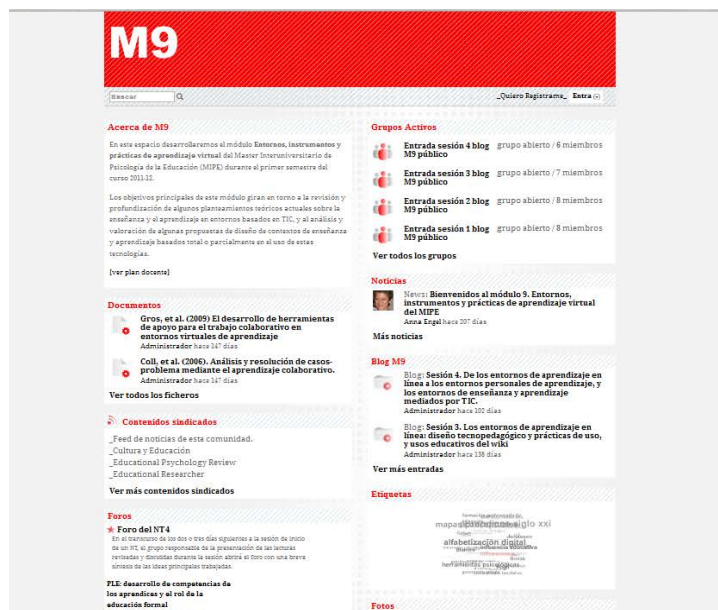 M9
Buscar
_Quiero Registrame_ Entra
Acerca de M9
En este espacio desarrolleremos el módulo Entornos, instrumentos y
prácticas de aprendizaje virtual del Master Interuniversitario de
Psicología de la Educación (MIPE) durante el primer semestre del
curso 2011-12.
Los objetivos principales de este módulo giran en torno a la revisión y
profundización de algunos planteamientos teóricos actuales sobre la
enseñanza y el aprendizaje en entornos basados en TIC, y al análisis y
valoración de algunas propuestas de diseño de contextos de enseñanza
y aprendizaje basados total o parcialmente en el uso de estas
tecnologías.
[ver plan docente]
Documentos
Gros, et al. (2009) El desarrollo de herramientas
de apoyo para el trabajo colaborativo en
entornos virtuales de aprendizaje
Administrador hace 147 días
Coll, et al. (2006). Análisis y resolución de casos-
problema mediante el aprendizaje colaborativo.
Administrador hace 147 días
Ver todos los ficheros
Contenidos sindicados
_Feed de noticias de esta comunidad.
_Cultura y Educación
_Educational Psychology Review
_Educational Researcher
Ver más contenidos sindicados
Foros
Foro del NT4
En el transcurso de los dos o tres días siguientes a la sesión de inicio
de un NT, el grupo responsable de la presentación de las lecturas
revisadas y discutidas durante la sesión abrirá el foro con una breve
síntesis de las ideas principales trabajadas.
PLE: desarrollo de competencias de
los aprendices y el rol de la
educación formal
Grupos Activos
Entrada sesión 4 blog grupo abierto / 6 miembros
M9 público
Entrada sesión 3 blog grupo abierto / 7 miembros
M9 público
Entrada sesión 2 blog grupo abierto / 8 miembros
M9 público
Entrada sesión 1 blog grupo abierto / 8 miembros
M9 público
Ver todos los grupos
Noticias
News: Bienvenidos al módulo 9. Entornos,
instrumentos y prácticas de aprendizaje virtual
del MIPE
Anna Engel hace 207 días
Más noticias
Blog M9
Blog: Sesión 4. De los entornos de aprendizaje en
línea a los entornos personales de aprendizaje, y
los entornos de enseñanza y aprendizaje
mediados por TIC.
Administrador hace 102 días
Blog: Sesión 3. Los entornos de aprendizaje en
línea: diseño tecnopedagógico y prácticas de uso,
y usos educativos del wiki
Administrador hace 138 días
Ver más entradas
Etiquetas
siglo xxi
alfabetización digital
influencia educativa
herramientas psicológicas
Fotos